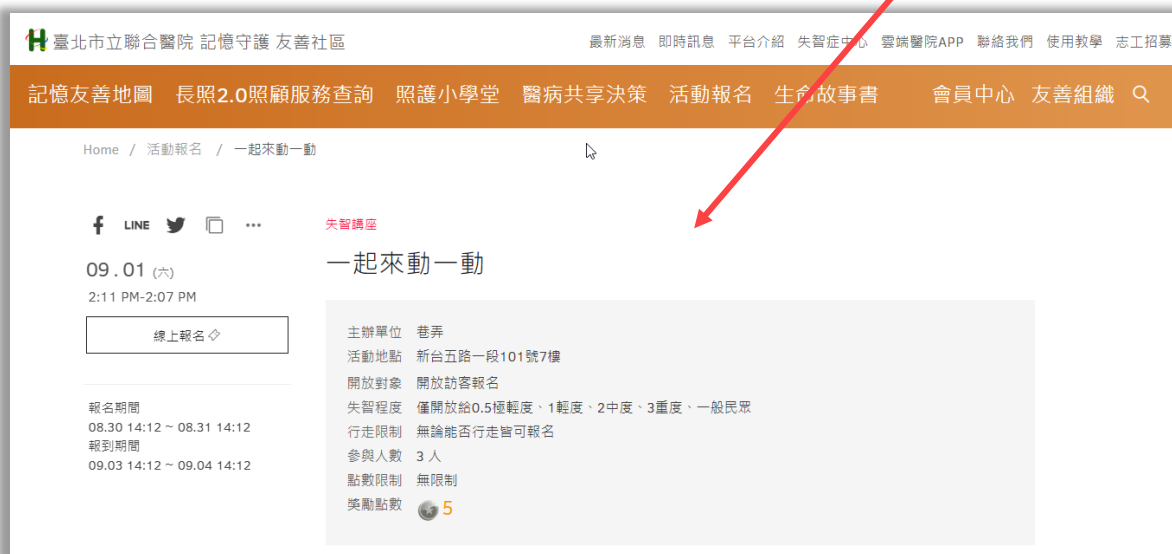 臺北市立聯合醫院 記憶守護 友善社區
最新消息 即時訊息 平台介紹 失智症中心 雲端醫院APP 聯絡我們 使用教學 志工招募
記憶友善地圖 長照2.0照顧服務查詢 照護小學堂 醫病共享決策 活動報名 生命故事書 會員中心 友善組織
Home / 活動報名 / 一起來動一動
LINE
09.01 (六)
2:11 PM-2:07 PM
線上報名
報名期間
08.30 14:12 ~ 08.31 14:12
報到期間
09.03 14:12 ~ 09.04 14:12
失智講座
一起來動一動
主辦單位 巷弄
活動地點 新台五路一段101號7樓
開放對象 開放訪客報名
失智程度 僅開放給0.5極輕度、1輕度、2中度、3重度、一般民眾
行走限制 無論能否行走皆可報名
參與人數 3 人
點數限制 無限制
獎勵點數 5